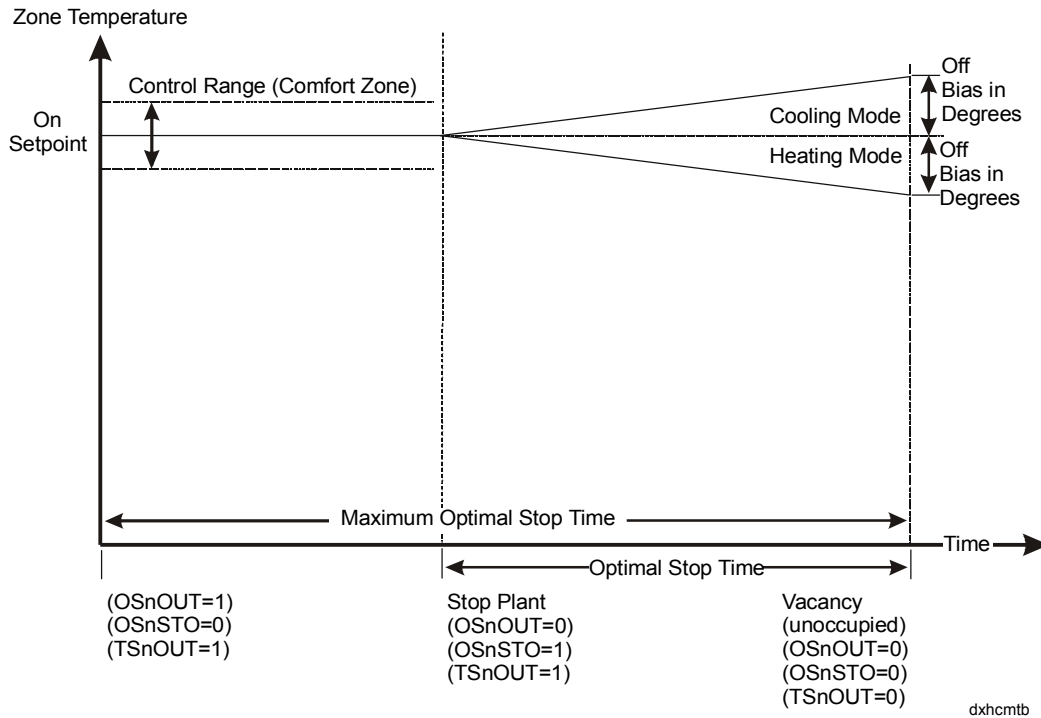 Zone Temperature
Control Range (Comfort Zone)
On
Setpoint
Cooling Mode
Heating Mode
Off
Bias in
Degrees
Off
Bias in
Degrees
Maximum Optimal Stop Time
Time
Optimal Stop Time
(OSnOUT=1)
(OSnSTO=0)
(TSnOUT=1)
Stop Plant
(OSnOUT=0)
(OSnSTO=1)
(TSnOUT=1)
Vacancy
(unoccupied)
(OSnOUT=0)
(OSnSTO=0)
(TSnOUT=0)
dxhcmtb